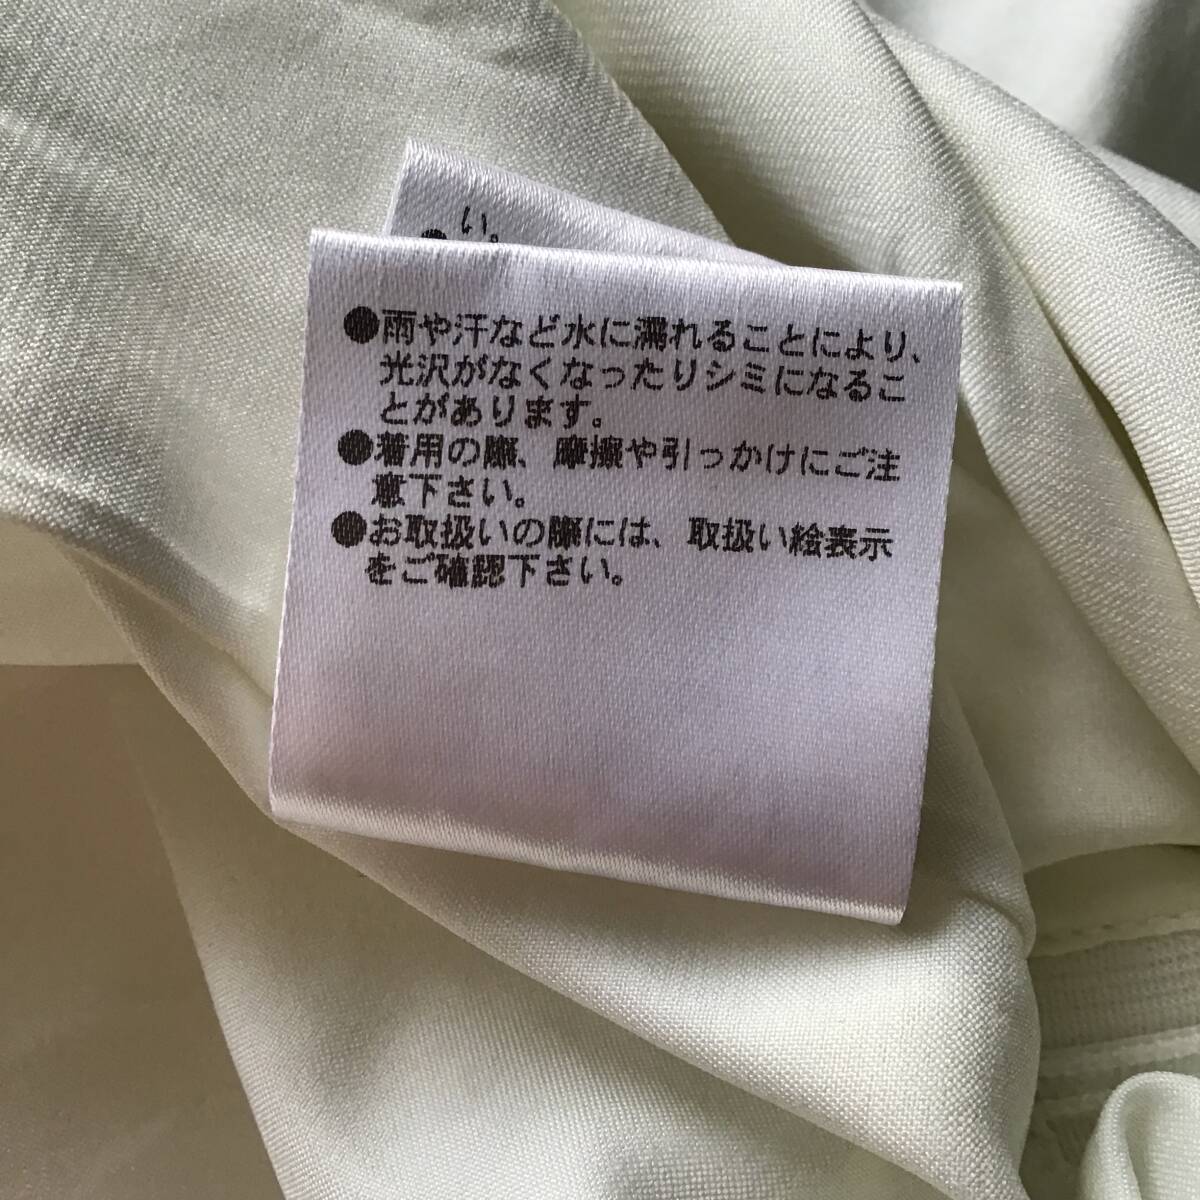 い。
●雨や汗など水に濡れることにより、
光沢がなくなったりシミになるこ
とがあります。
●着用の際、摩擦や引っかけにご注
意下さい。
●お取扱いの際には、取扱い絵表示
をご確認下さい。